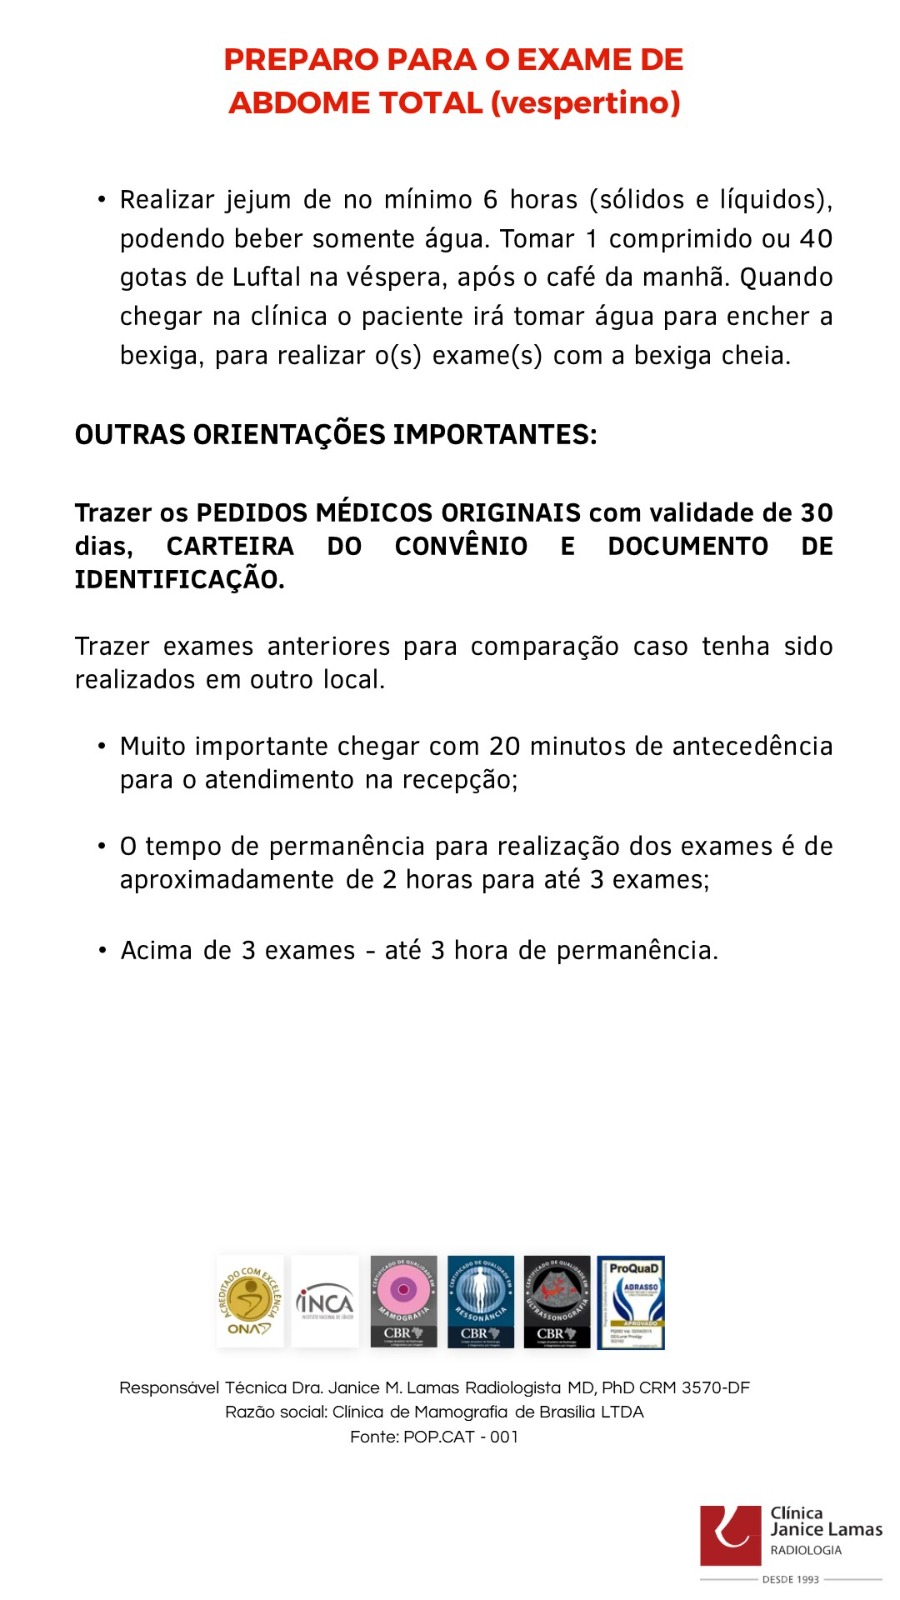 PREPARO PARA O EXAME DE
ABDOME TOTAL (vespertino)
• Realizar jejum de no mínimo 6 horas (sólidos e líquidos),
podendo beber somente água. Tomar 1 comprimido ou 40
gotas de Luftal na véspera, após o café da manhã. Quando
chegar na clínica o paciente irá tomar água para encher a
bexiga, para realizar o(s) exame(s) com a bexiga cheia.
OUTRAS ORIENTAÇÕES IMPORTANTES:
Trazer os PEDIDOS MÉDICOS ORIGINAIS com validade de 30
dias, CARTEIRA DO CONVÊNIO E DOCUMENTO DE
IDENTIFICAÇÃO.
Trazer exames anteriores para comparação caso tenha sido
realizados em outro local.
• Muito importante chegar com 20 minutos de antecedência
para o atendimento na recepção;
• O tempo de permanência para realização dos exames é de
aproximadamente de 2 horas para até 3 exames;
• Acima de 3 exames - até 3 hora de permanência.
ACREDITADO COM EXCELÊNCIA
ONA
INCA
INSTITUTO NACIONAL DE CÂNCER
CERTIFICADO DE QUALIDADE EM
MAMOGRAFIA
CBR
CERTIFICADO DE QUALIDADE EM
RESSONÂNCIA
CBR
CERTIFICADO DE QUALIDADE EM
ULTRASSONOGRAFIA
CBR
ProQuaD
ABRASSO
APROVADO
Responsável Técnica Dra. Janice M. Lamas Radiologista MD, PhD CRM 3570-DF
Razão social: Clínica de Mamografia de Brasília LTDA
Fonte: POP.CAT - 001
Clínica
Janice Lamas
RADIOLOGIA
DESDE 1993